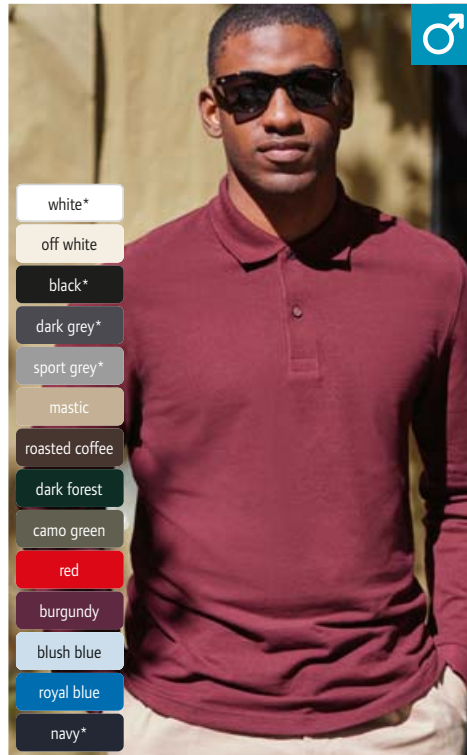 white*
off white
black*
dark grey*
sport grey*
mastic
roasted coffee
dark forest
camo green
red
burgundy
blush blue
royal blue
navy*